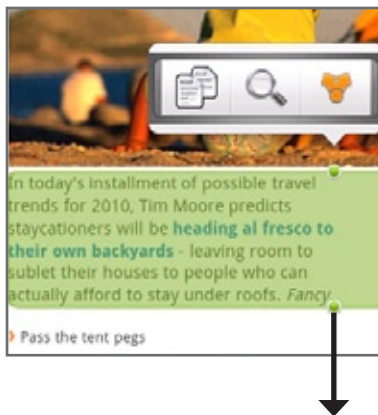 In today's installment of possible travel
trends for 2010, Tim Moore predicts
staycationers will be heading al fresco to
their own backyards - leaving room to
sublet their houses to people who can
actually afford to stay under roofs. Fancy.
Pass the tent pegs